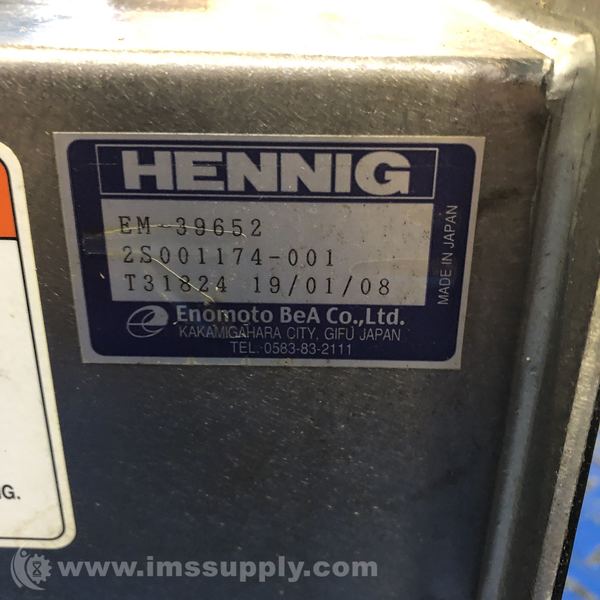 HENNIG
EM-39652
2S001174-001
T31824 19/01/08
MADE IN JAPAN
Enomoto BeA Co.,Ltd.
KAKAMIGAHARA CITY, GIFU JAPAN
TEL.0583-83-2111
G.
www.imssupply.com